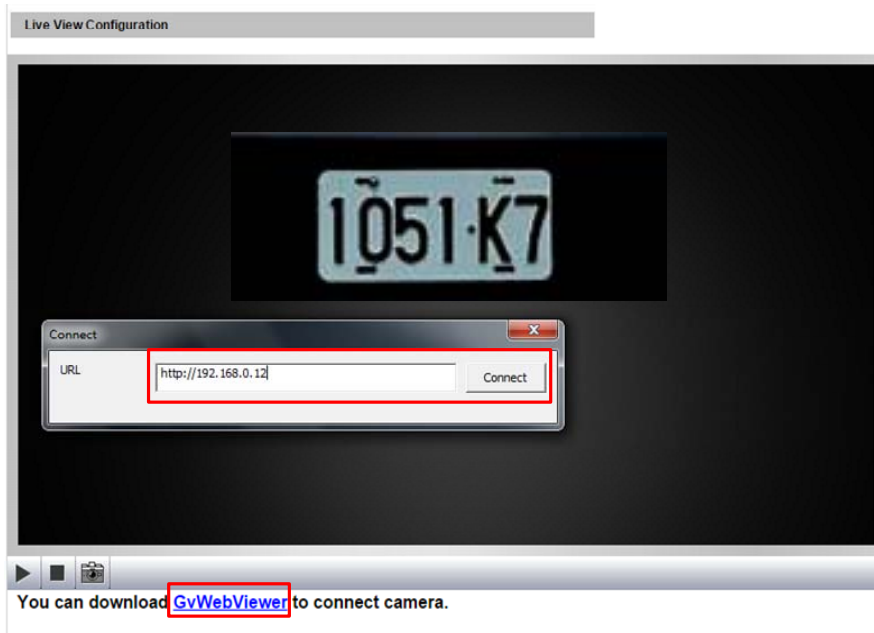 Live View Configuration
1051·K7
Connect
URL
http://192.168.0.12
Connect
You can download GvWebViewer to connect camera.